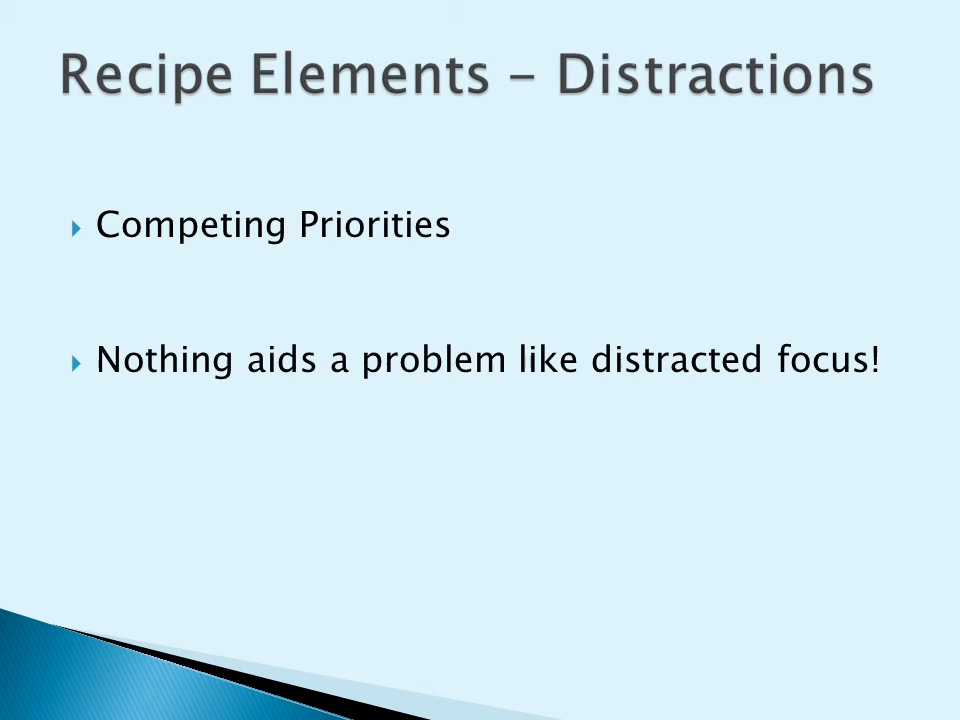 Recipe Elements - Distractions
Competing Priorities
Nothing aids a problem like distracted focus!